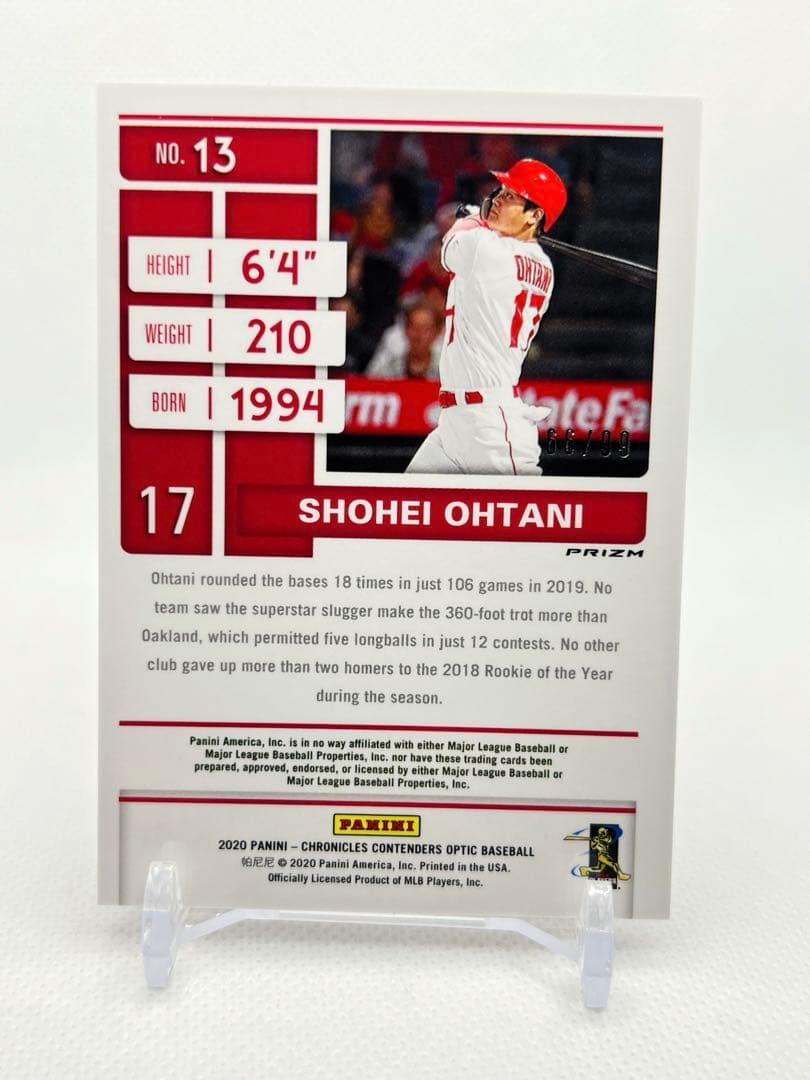 NO. 13
HEIGHT | 6'4"
WEIGHT | 210
BORN | 1994
OHTANI
17
rm
ateFa
17
SHOHEI OHTANI
PRIZM
Ohtani rounded the bases 18 times in just 106 games in 2019. No
team saw the superstar slugger make the 360-foot trot more than
Oakland, which permitted five longballs in just 12 contests. No other
club gave up more than two homers to the 2018 Rookie of the Year
during the season.
Panini America, Inc. is in no way affiliated with either Major League Baseball or
Major League Baseball Properties, Inc. nor have these trading cards been
prepared, approved, endorsed, or licensed by either Major League Baseball or
Major League Baseball Properties, Inc.
PANINI
2020 PANINI – CHRONICLES CONTENDERS OPTIC BASEBALL
帕尼尼 © 2020 Panini America, Inc. Printed in the USA.
Officially Licensed Product of MLB Players, Inc.